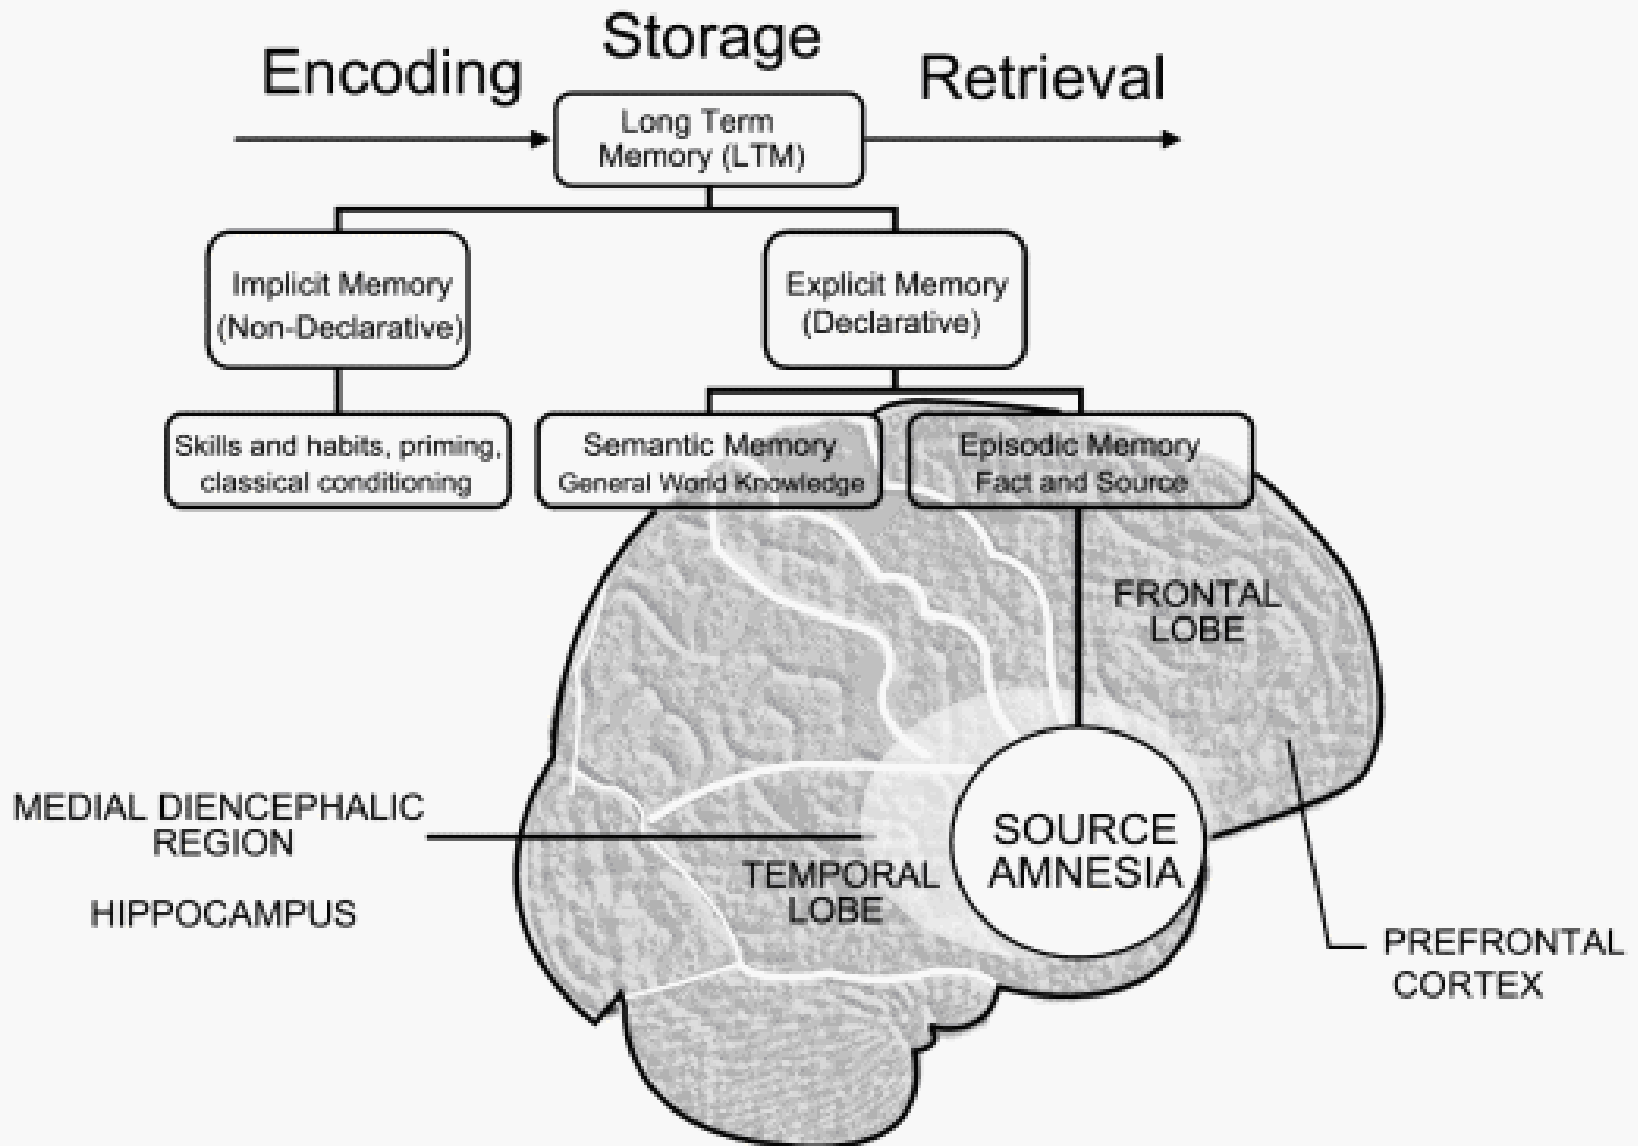 Encoding
Storage
Retrieval
Long Term
Memory (LTM)
Implicit Memory
(Non-Declarative)
Explicit Memory
(Declarative)
Skills and habits, priming,
classical conditioning
Semantic Memory
General World Knowledge
Episodic Memory
Fact and Source
FRONTAL
LOBE
MEDIAL DIENCEPHALIC
REGION
HIPPOCAMPUS
TEMPORAL
LOBE
SOURCE
AMNESIA
PREFRONTAL
CORTEX